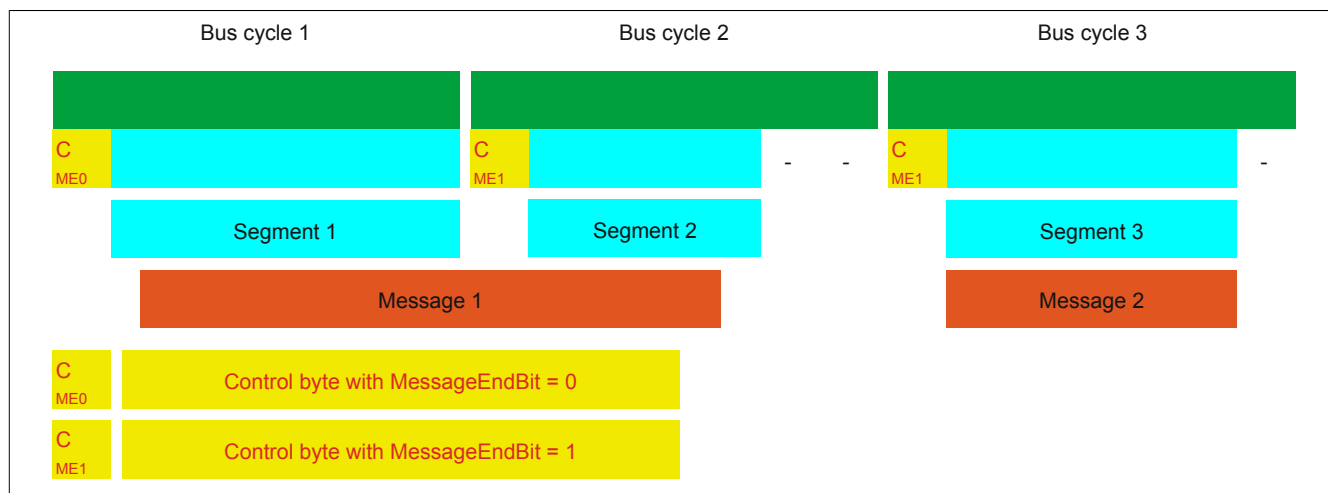 Bus cycle 1 Bus cycle 2 Bus cycle 3
C C - - C -
ME0 ME1 ME1
Segment 1 Segment 2 Segment 3
Message 1 Message 2
C
ME0
Control byte with MessageEndBit = 0
C
ME1
Control byte with MessageEndBit = 1